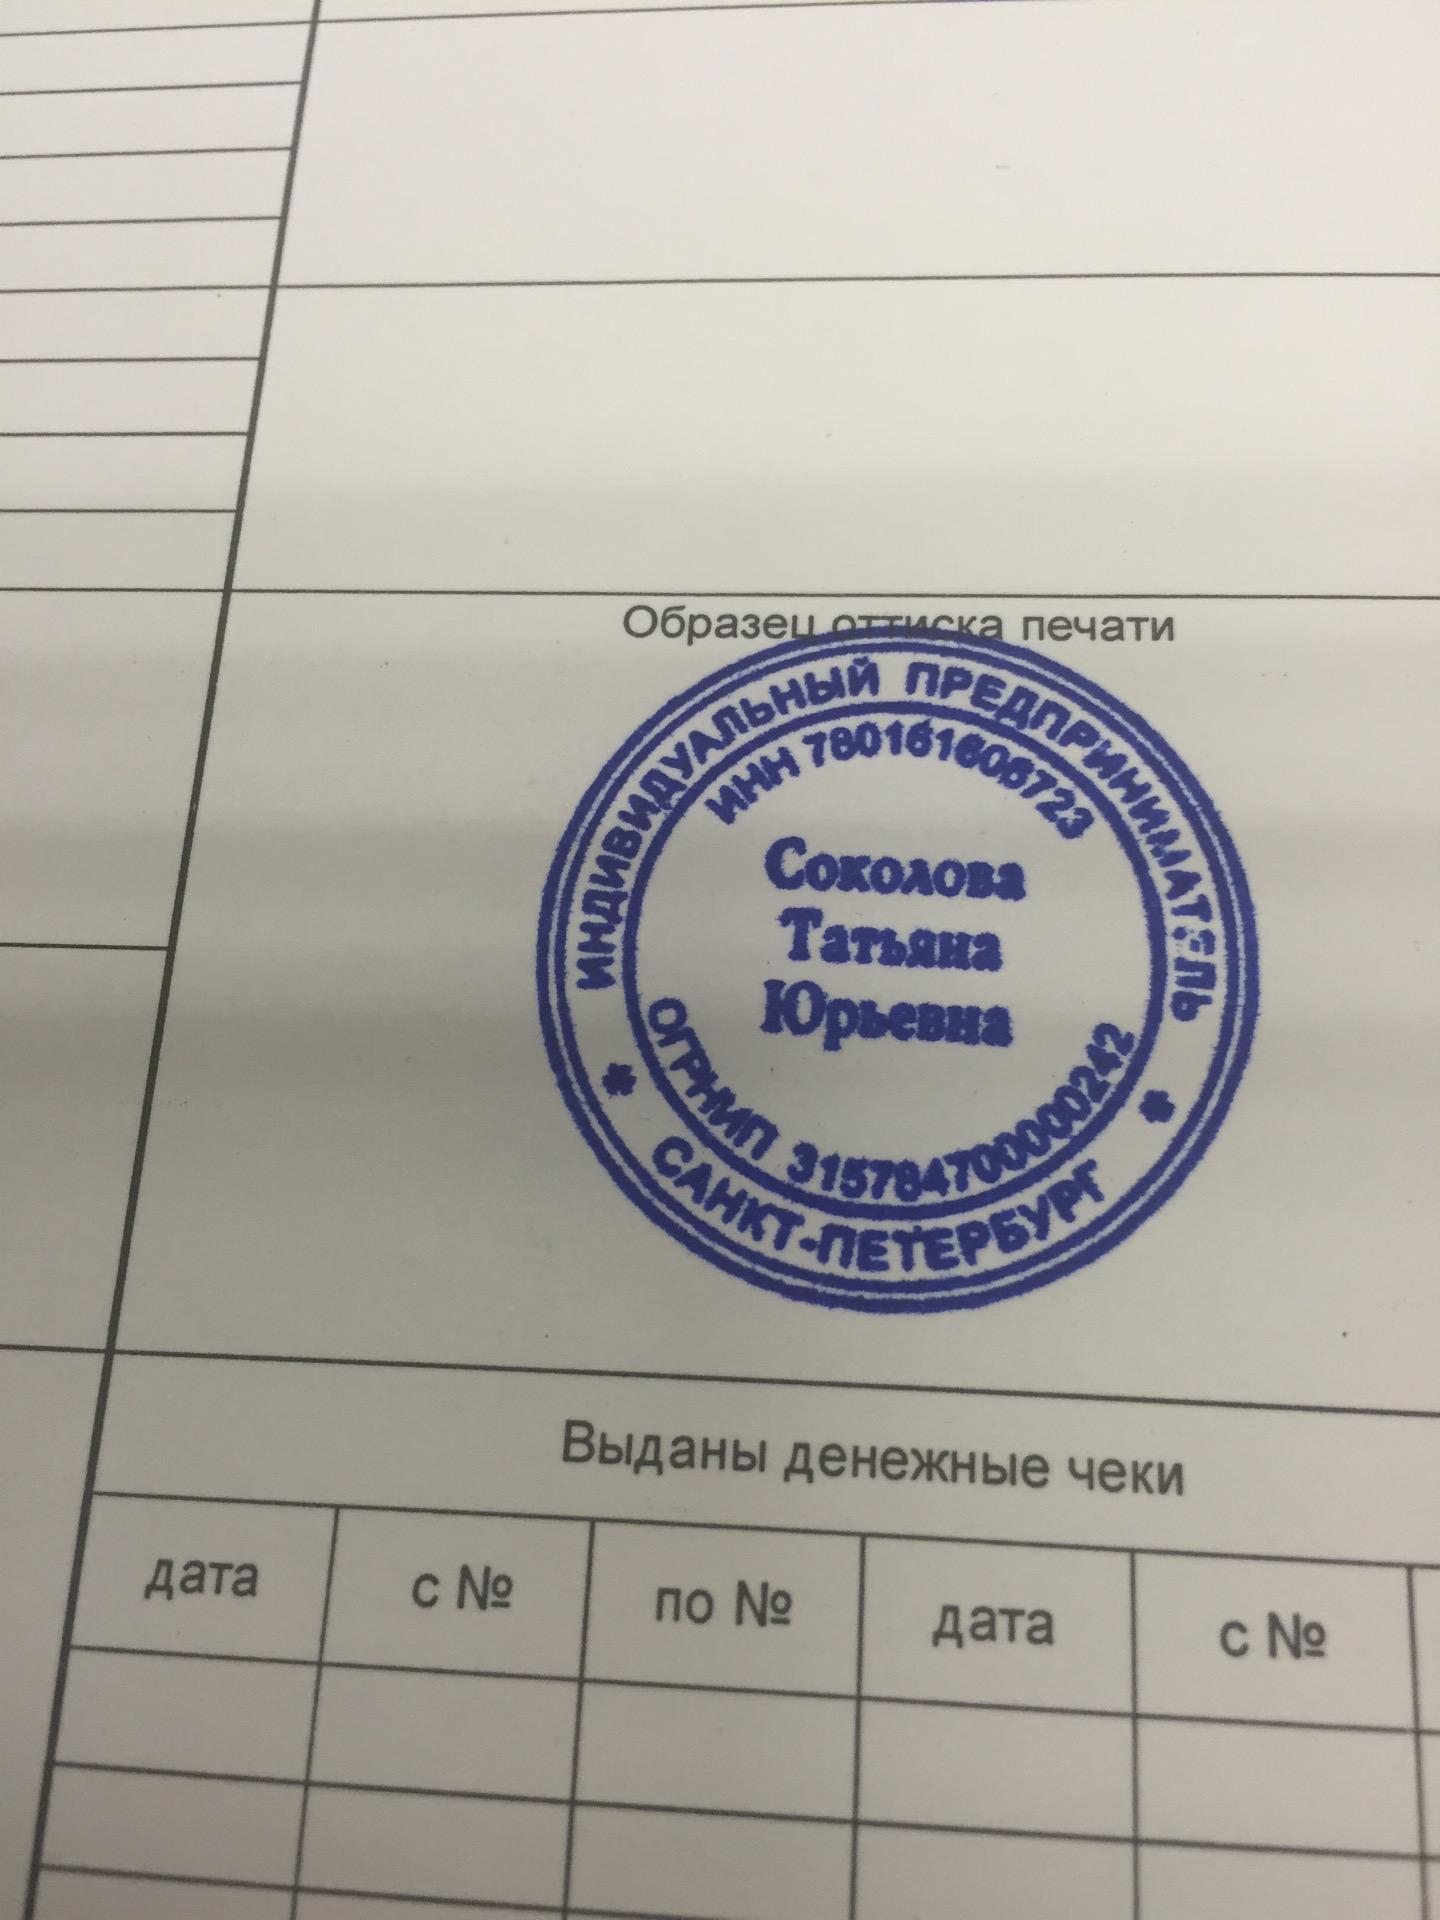 Образец оттиска печати
ИНДИВИДУАЛЬНЫЙ ПРЕДПРИНИМАТЕЛЬ
ИНН 780161606723
Соколова
Татьяна
Юрьевна
ОГРНИП 315784700000242
* САНКТ-ПЕТЕРБУРГ *
Выданы денежные чеки
дата с № по № дата с №